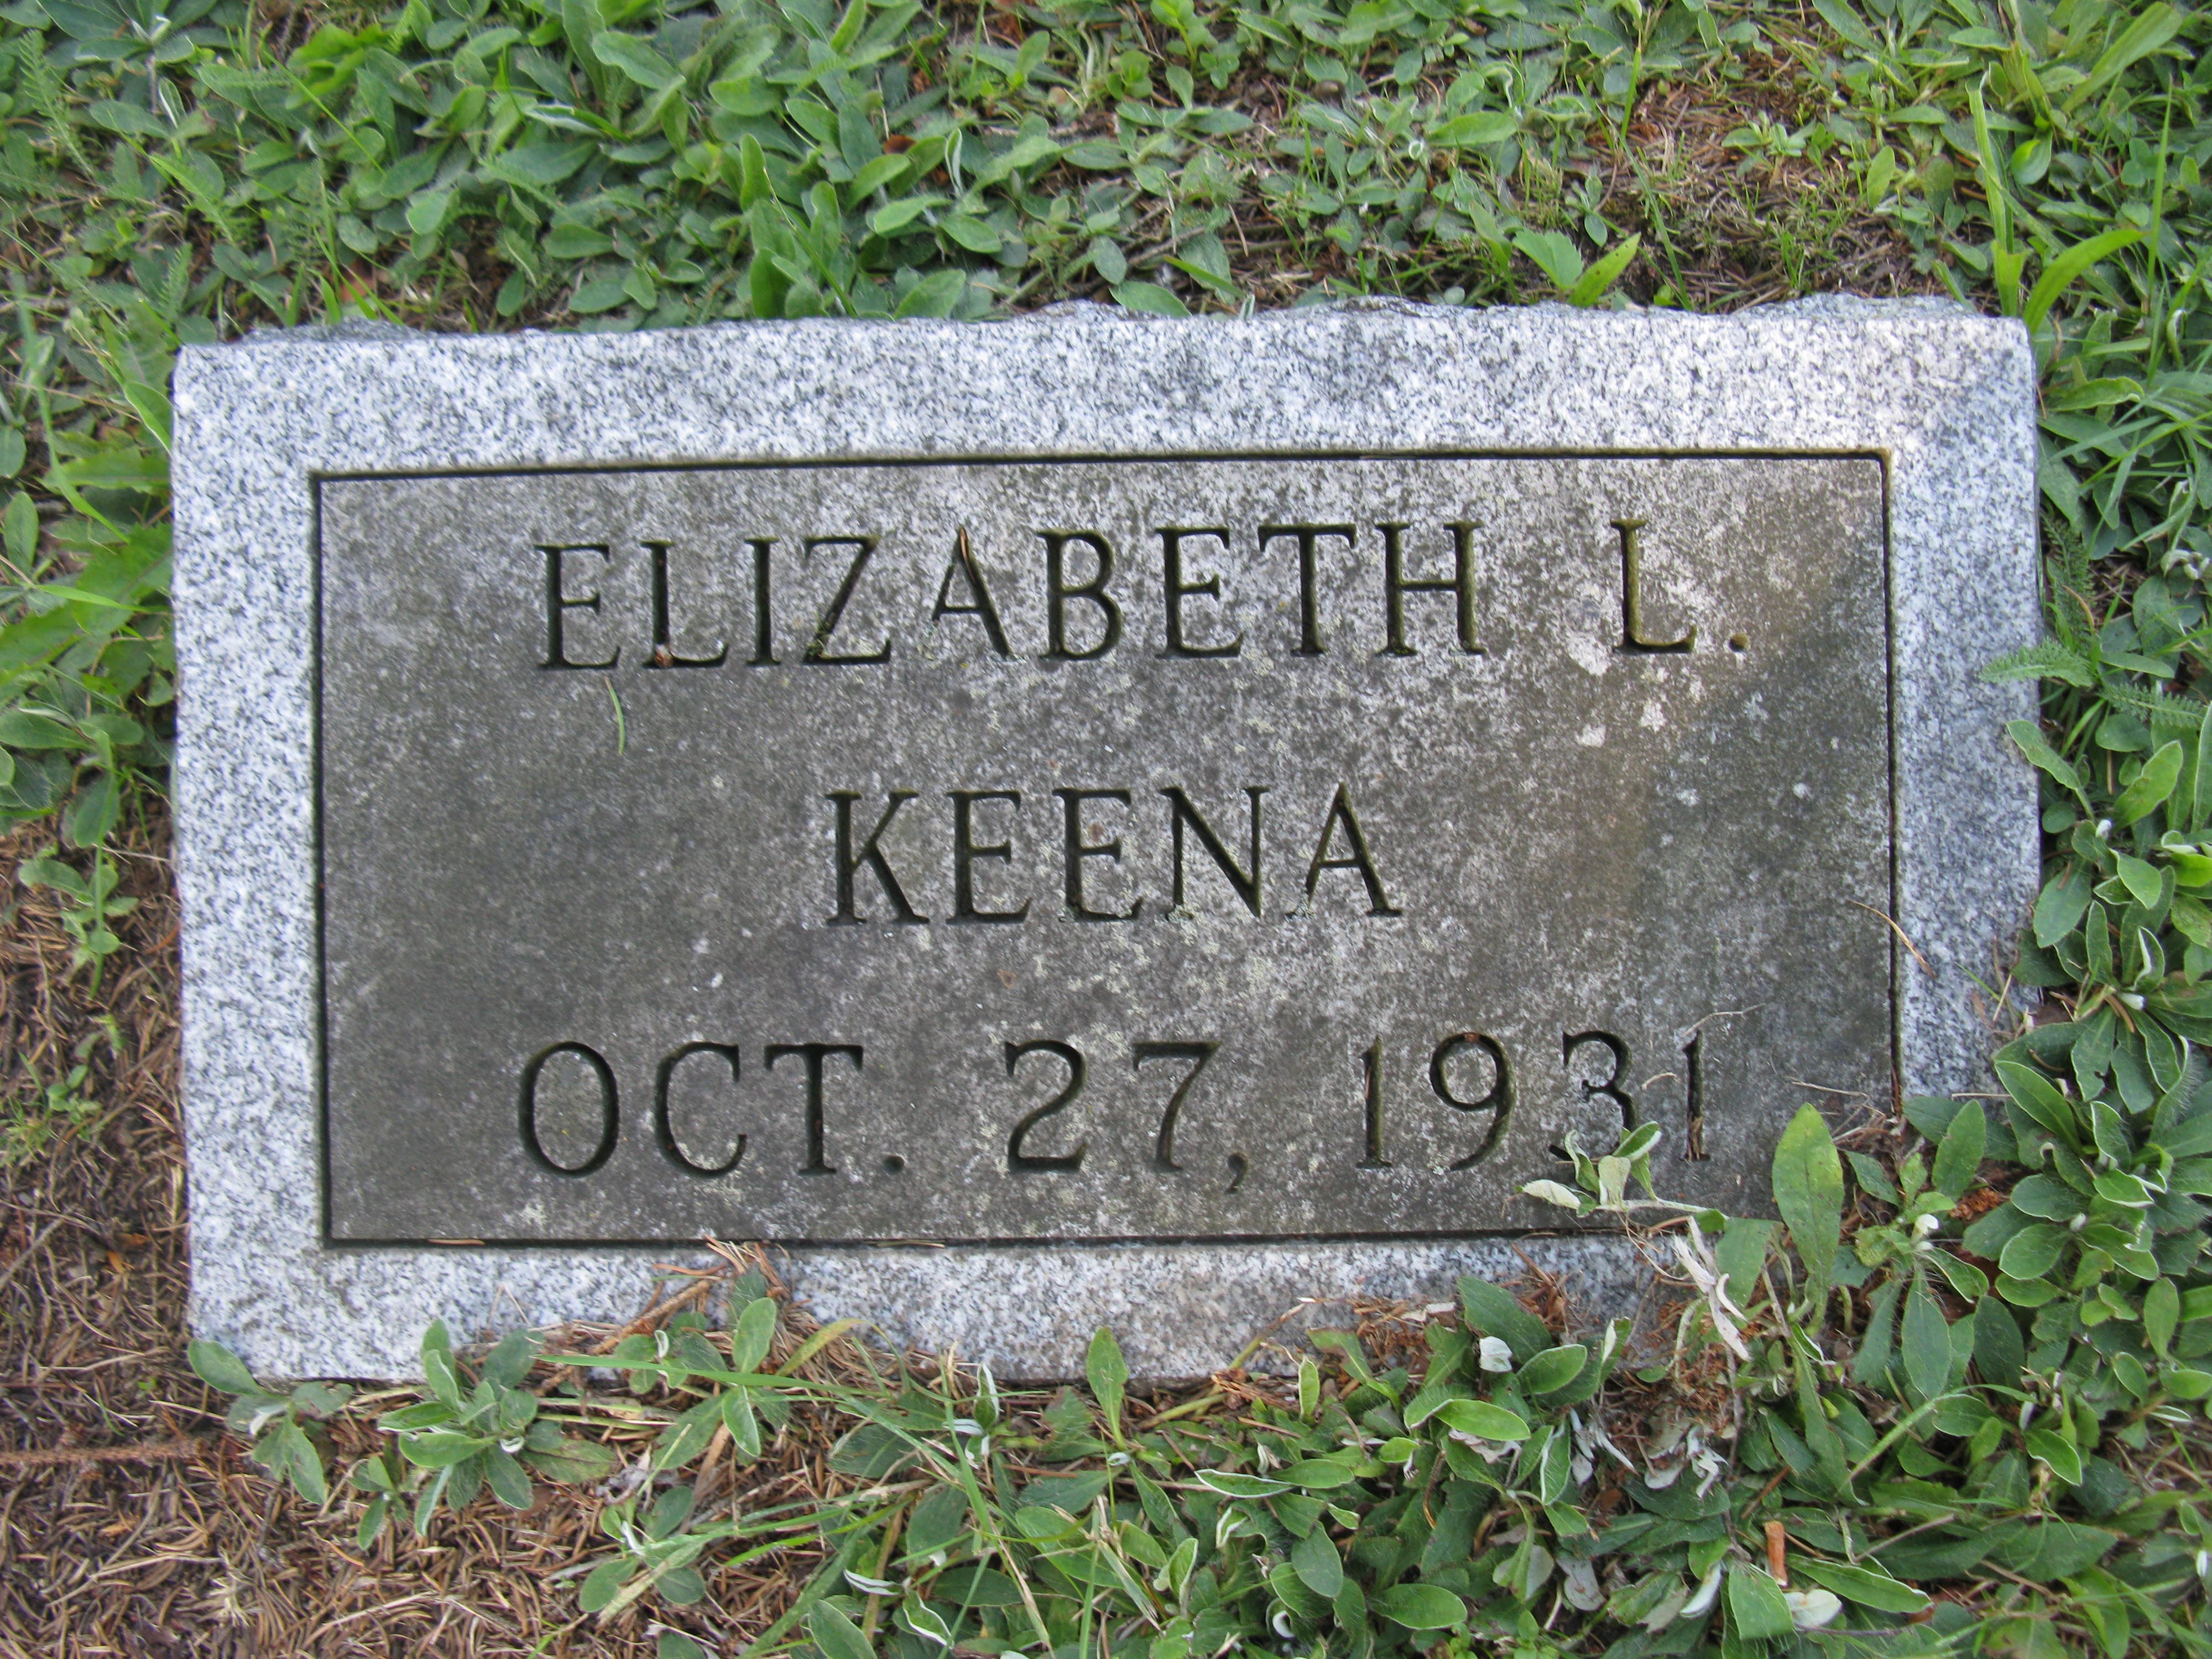 ELIZABETH L.
KEENA
OCT. 27, 1931